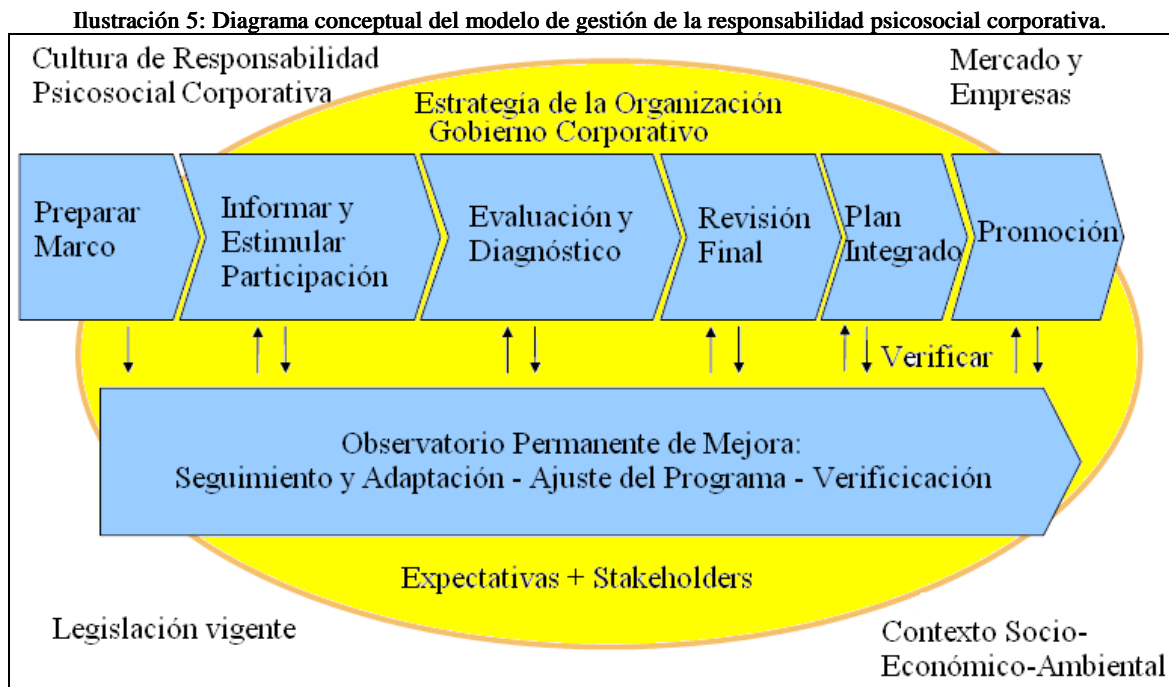 Ilustración 5: Diagrama conceptual del modelo de gestión de la responsabilidad psicosocial corporativa.
Cultura de Responsabilidad
Psicosocial Corporativa
Mercado y
Empresas
Estrategía de la Organización
Gobierno Corporativo
Preparar
Marco
Informar y
Estimular
Participación
Evaluación y
Diagnóstico
Revisión
Final
Plan
Integrado
Promoción
Verificar
Observatorio Permanente de Mejora:
Seguimiento y Adaptación - Ajuste del Programa - Verificicación
Expectativas + Stakeholders
Legislación vigente
Contexto Socio-
Económico-Ambiental